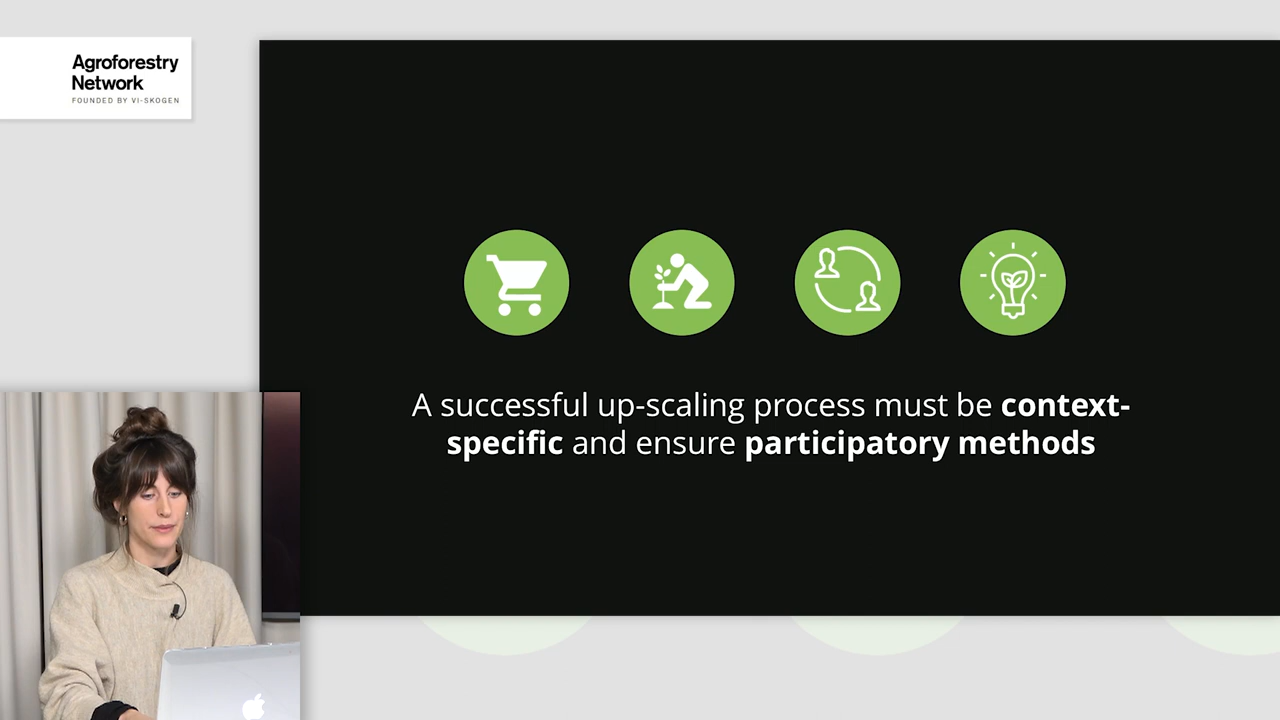 Agroforestry
Network
FOUNDED BY VI-SKOGEN
A successful up-scaling process must be context-
specific and ensure participatory methods